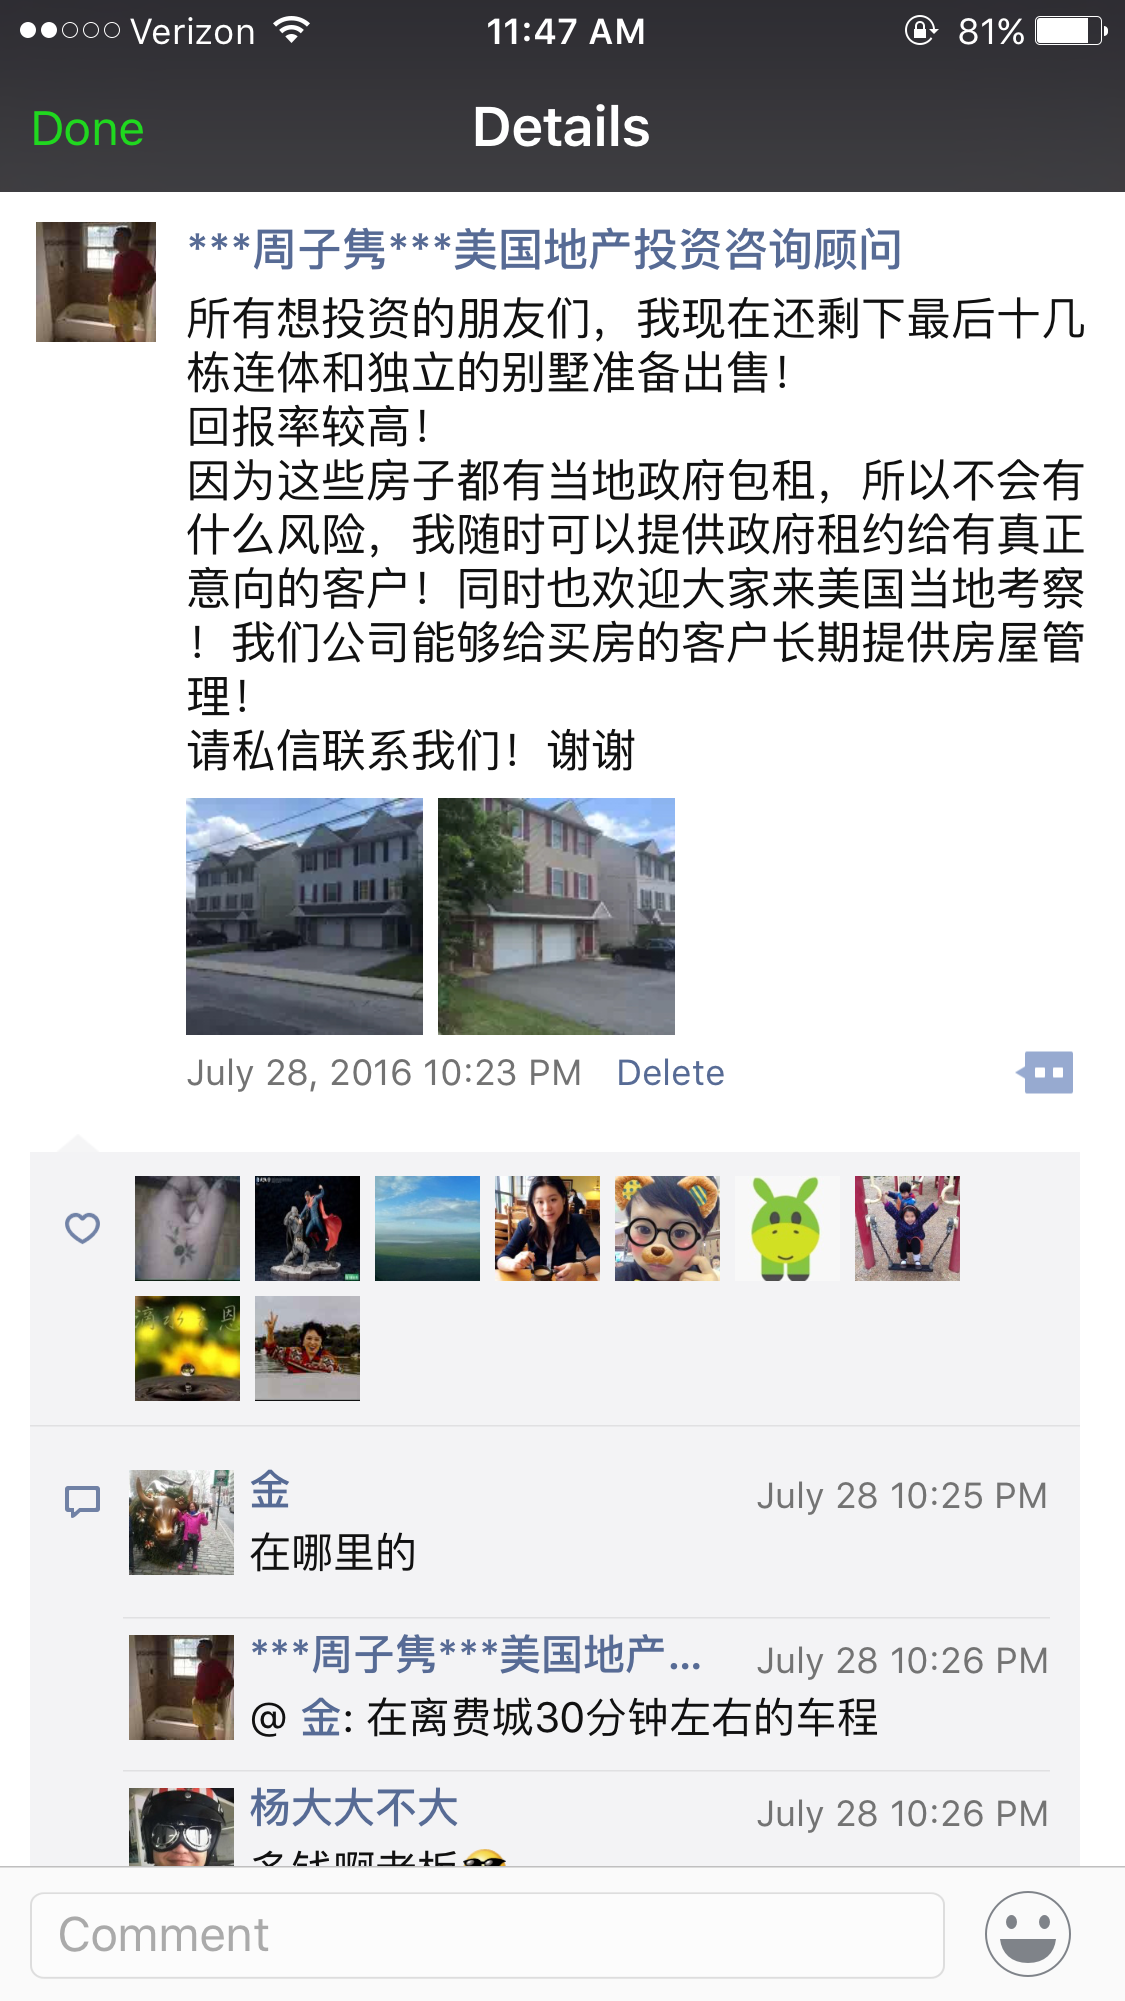 Verizon 11:47 AM 81%
Done Details
***周子隽***美国地产投资咨询顾问
所有想投资的朋友们，我现在还剩下最后十几
栋连体和独立的别墅准备出售！
回报率较高！
因为这些房子都有当地政府包租，所以不会有
什么风险，我随时可以提供政府租约给有真正
意向的客户！同时也欢迎大家来美国当地考察
！我们公司能够给买房的客户长期提供房屋管
理！
请私信联系我们！谢谢
July 28, 2016 10:23 PM Delete
金 July 28 10:25 PM
在哪里的
***周子隽***美国地产... July 28 10:26 PM
@ 金: 在离费城30分钟左右的车程
杨大大不大 July 28 10:26 PM
多钱啊老板😎
Comment